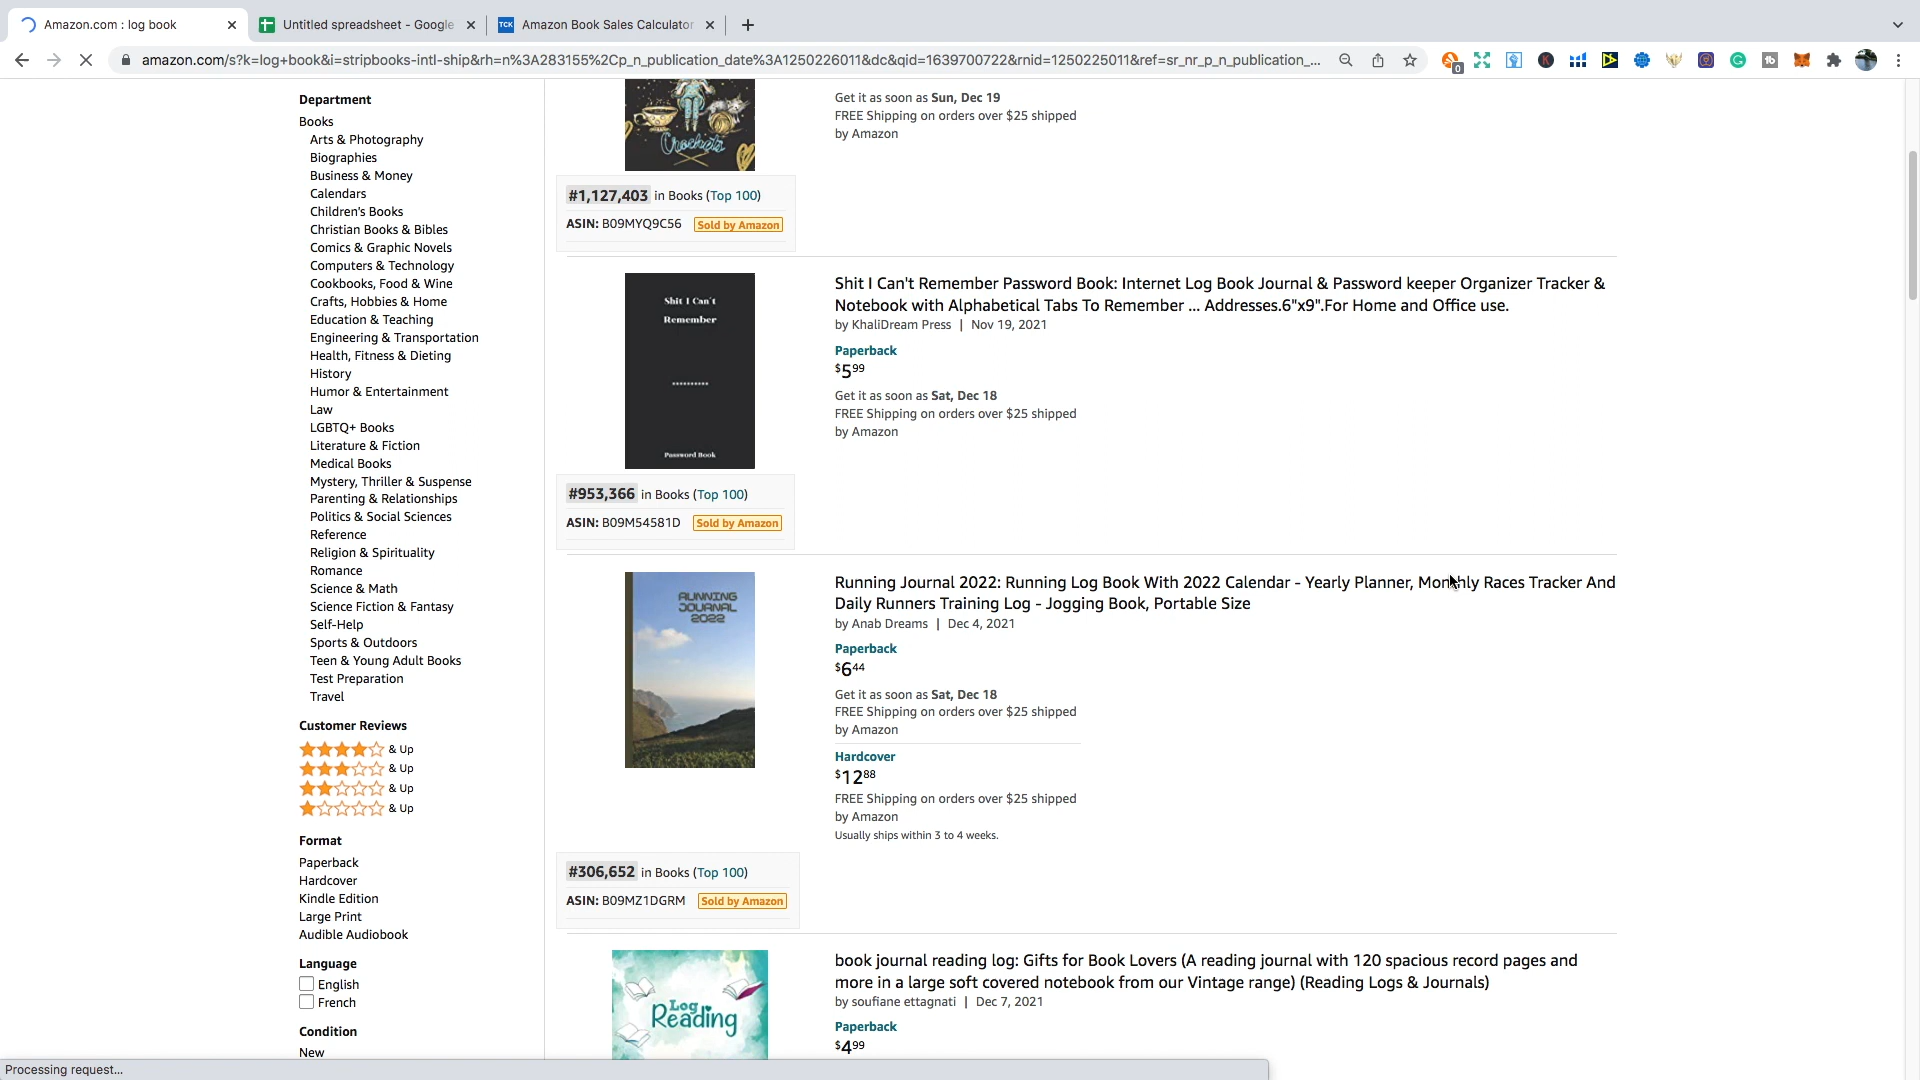 Amazon.com : log book
Untitled spreadsheet - Google
TCK
Amazon Book Sales Calculator
amazon.com/s?k=log+book&i=stripbooks-intl-ship&rh=n%3A283155%2Cp_n_publication_date%3A1250226011&dc&qid=1639700722&rnid=1250225011&ref=sr_nr_p_n_publication_...
0
Department
Books
Arts & Photography
Biographies
Business & Money
Calendars
Children's Books
Christian Books & Bibles
Comics & Graphic Novels
Computers & Technology
Cookbooks, Food & Wine
Crafts, Hobbies & Home
Education & Teaching
Engineering & Transportation
Health, Fitness & Dieting
History
Humor & Entertainment
Law
LGBTQ+ Books
Literature & Fiction
Medical Books
Mystery, Thriller & Suspense
Parenting & Relationships
Politics & Social Sciences
Reference
Religion & Spirituality
Romance
Science & Math
Science Fiction & Fantasy
Self-Help
Sports & Outdoors
Teen & Young Adult Books
Test Preparation
Travel
Customer Reviews
& Up
& Up
& Up
& Up
Format
Paperback
Hardcover
Kindle Edition
Large Print
Audible Audiobook
Language
English
French
Condition
New
Get it as soon as Sun, Dec 19
FREE Shipping on orders over $25 shipped
by Amazon
#1,127,403 in Books (Top 100)
ASIN: B09MYQ9C56 Sold by Amazon
Shit I Can't
Remember
**********
Password Book
Shit I Can't Remember Password Book: Internet Log Book Journal & Password keeper Organizer Tracker &
Notebook with Alphabetical Tabs To Remember ... Addresses.6"x9".For Home and Office use.
by KhaliDream Press | Nov 19, 2021
Paperback
$5 99
Get it as soon as Sat, Dec 18
FREE Shipping on orders over $25 shipped
by Amazon
#953,366 in Books (Top 100)
ASIN: B09M54581D Sold by Amazon
RUNNING
JOURNAL
2022
Running Journal 2022: Running Log Book With 2022 Calendar - Yearly Planner, Monthly Races Tracker And
Daily Runners Training Log - Jogging Book, Portable Size
by Anab Dreams | Dec 4, 2021
Paperback
$6 44
Get it as soon as Sat, Dec 18
FREE Shipping on orders over $25 shipped
by Amazon
Hardcover
$12 88
FREE Shipping on orders over $25 shipped
by Amazon
Usually ships within 3 to 4 weeks.
#306,652 in Books (Top 100)
ASIN: B09MZ1DGRM Sold by Amazon
Log
Reading
book journal reading log: Gifts for Book Lovers (A reading journal with 120 spacious record pages and
more in a large soft covered notebook from our Vintage range) (Reading Logs & Journals)
by soufiane ettagnati | Dec 7, 2021
Paperback
$4 99
Processing request...